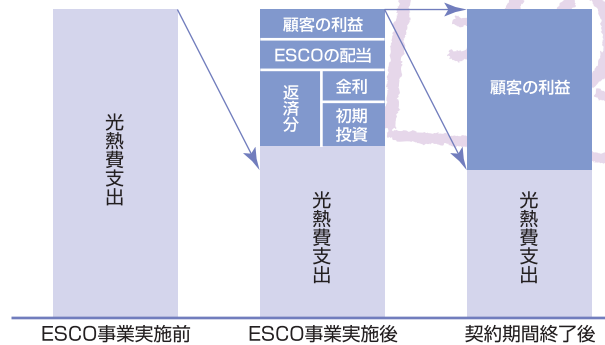 光熱費支出
顧客の利益
ESCOの配当
返済分
金利
初期
投資
光熱費支出
顧客の利益
光熱費支出
ESCO事業実施前
ESCO事業実施後
契約期間終了後